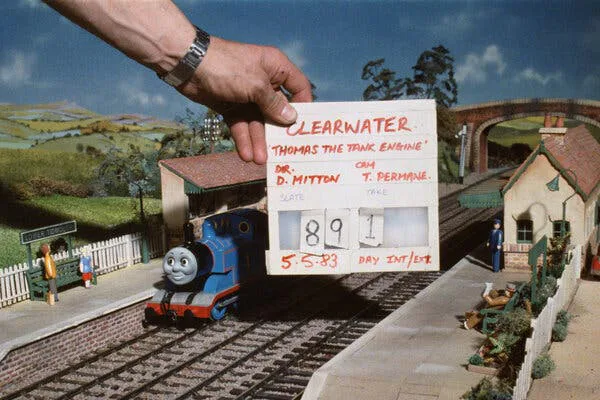 CLEARWATER
'THOMAS THE TANK ENGINE'
DIR. CAM
D. MITTON T. PERMANE.
SLATE TAKE
89 1
5.5.83 DAY INT/EXT.